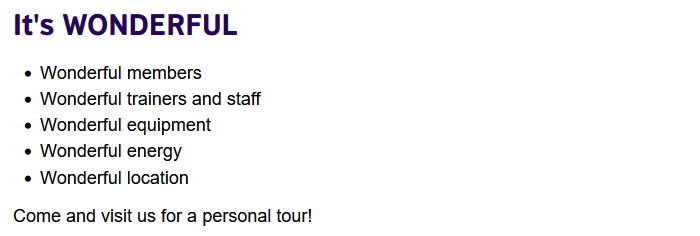 It's WONDERFUL
• Wonderful members
• Wonderful trainers and staff
• Wonderful equipment
• Wonderful energy
• Wonderful location
Come and visit us for a personal tour!